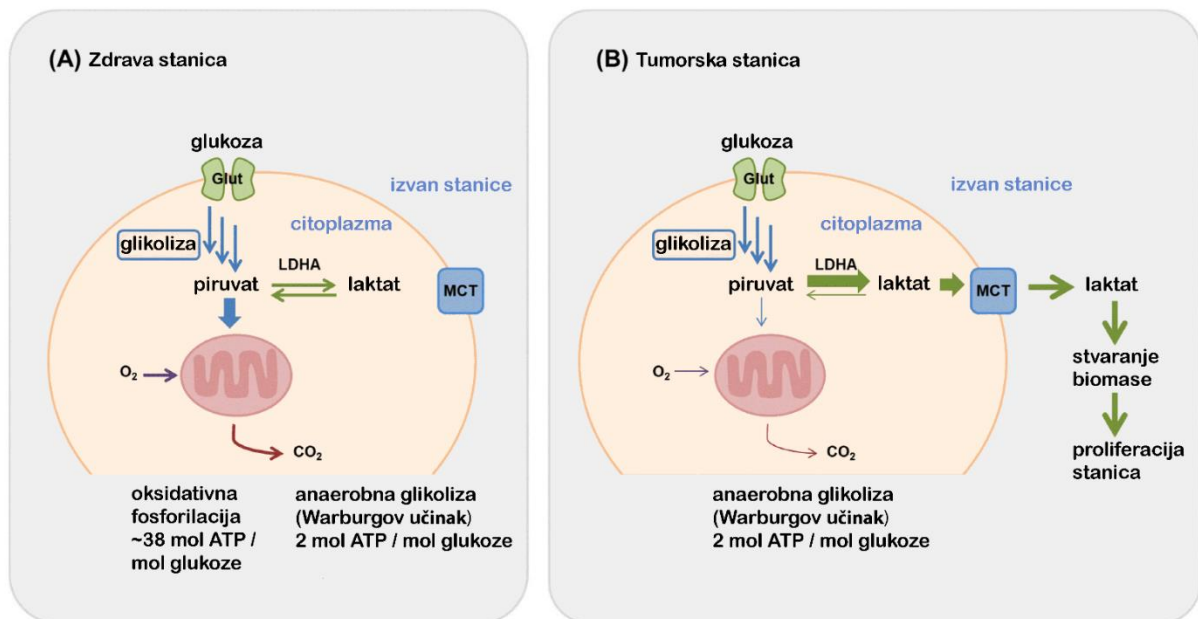 (A) Zdrava stanica
glukoza
Glut
izvan stanice
citoplazma
glikoliza
LDHA
piruvat
laktat
MCT
O₂
CO₂
oksidativna
fosforilacija
~38 mol ATP /
mol glukoze
anaerobna glikoliza
(Warburgov učinak)
2 mol ATP / mol glukoze
(B) Tumorska stanica
glukoza
Glut
izvan stanice
citoplazma
glikoliza
LDHA
piruvat
laktat
MCT
laktat
O₂
stvaranje
biomase
CO₂
proliferacija
stanica
anaerobna glikoliza
(Warburgov učinak)
2 mol ATP / mol glukoze